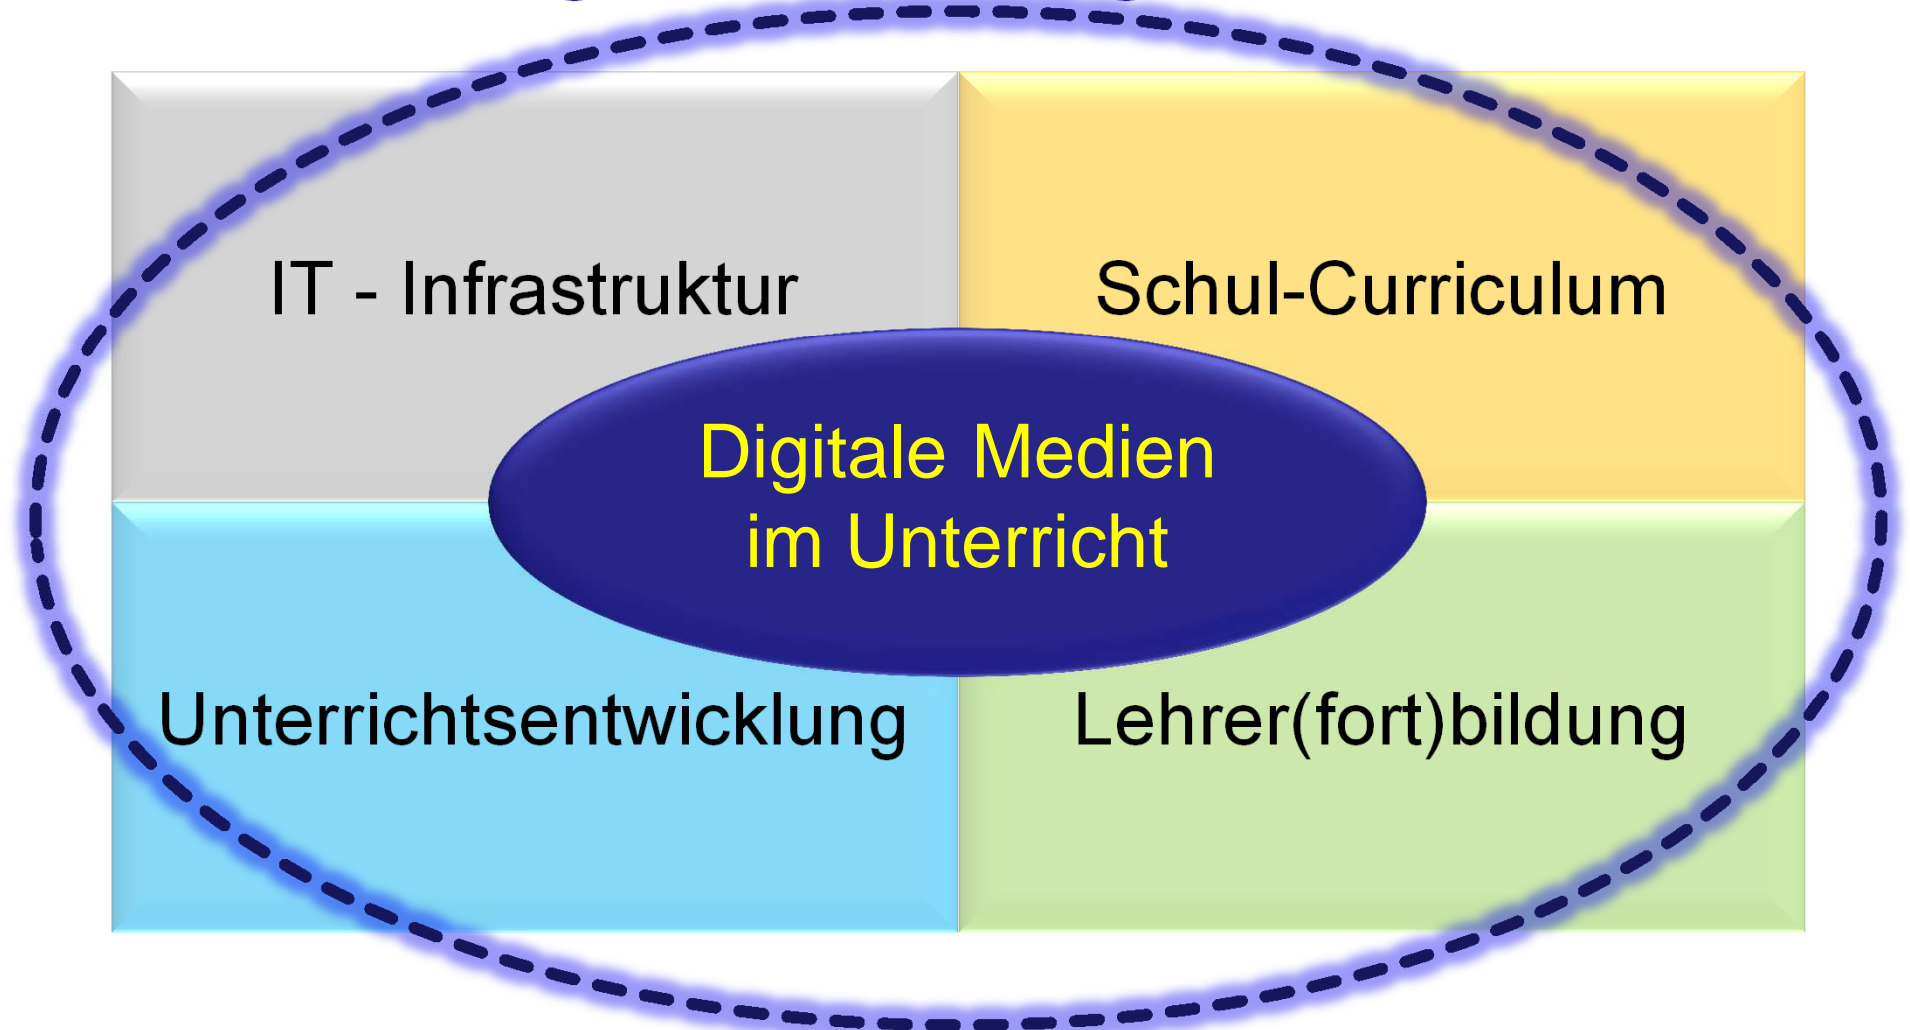 IT - Infrastruktur
Schul-Curriculum
Digitale Medien
im Unterricht
Unterrichtsentwicklung
Lehrer(fort)bildung